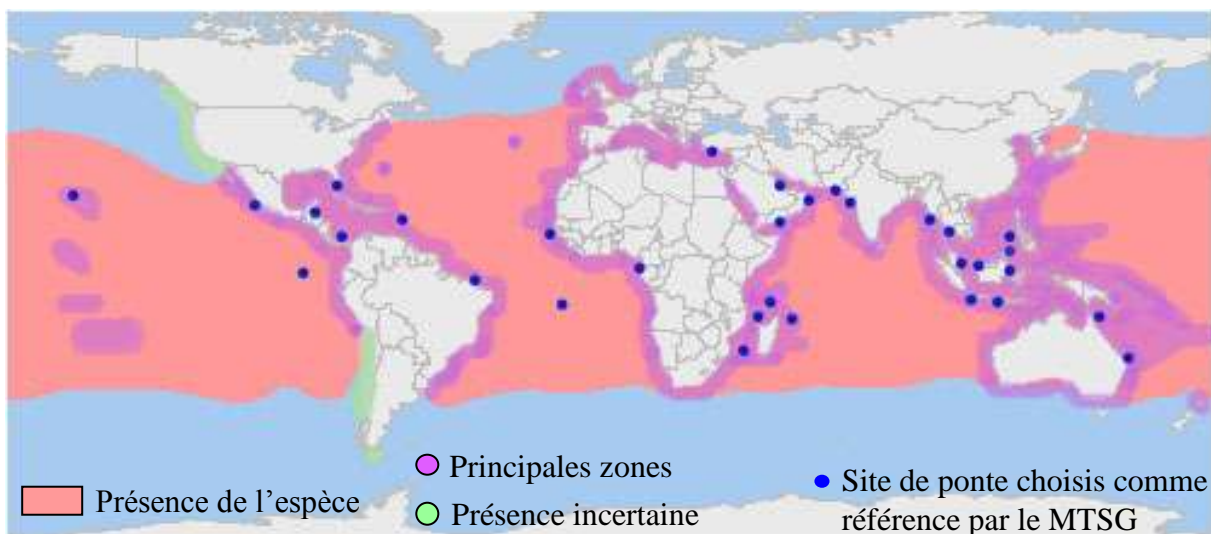 Principales zones
Présence de l’espèce
Présence incertaine
Site de ponte choisis comme
référence par le MTSG